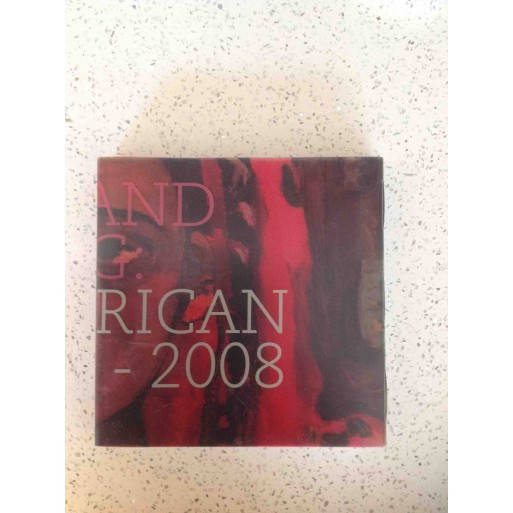 AND
G.
RICAN
- 2008